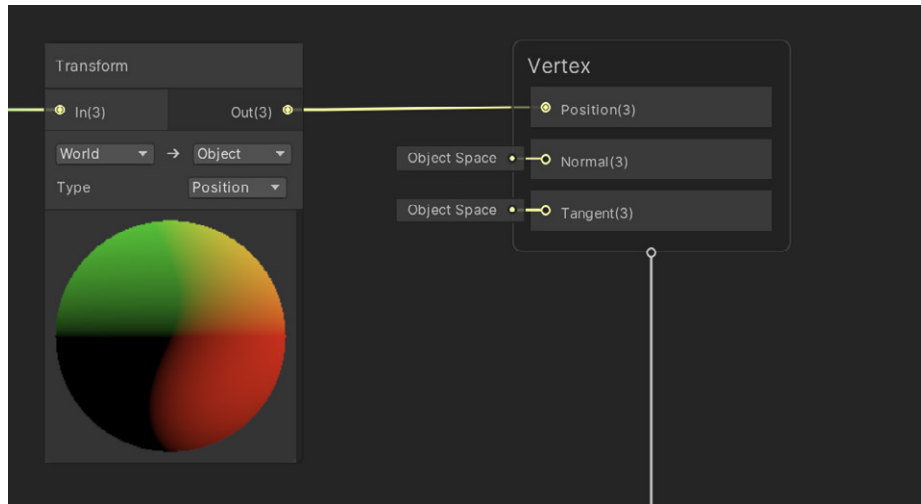 Transform
In(3)
Out(3)
World → Object
Type
Position
Vertex
Position(3)
Object Space
Normal(3)
Object Space
Tangent(3)